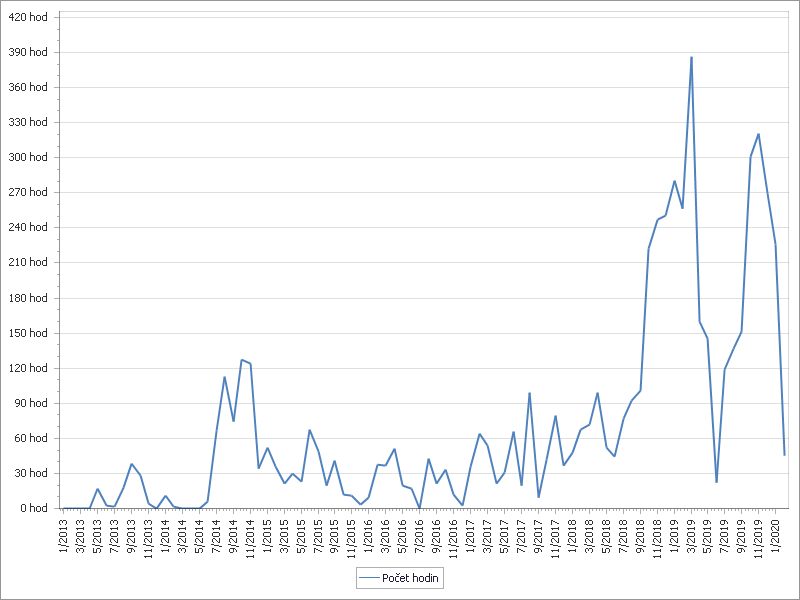 420 hod
390 hod
360 hod
330 hod
300 hod
270 hod
240 hod
210 hod
180 hod
150 hod
120 hod
90 hod
60 hod
30 hod
0 hod
1/2013
3/2013
5/2013
7/2013
9/2013
11/2013
1/2014
3/2014
5/2014
7/2014
9/2014
11/2014
1/2015
3/2015
5/2015
7/2015
9/2015
11/2015
1/2016
3/2016
5/2016
7/2016
9/2016
11/2016
1/2017
3/2017
5/2017
7/2017
9/2017
11/2017
1/2018
3/2018
5/2018
7/2018
9/2018
11/2018
1/2019
3/2019
5/2019
7/2019
9/2019
11/2019
1/2020
Počet hodin